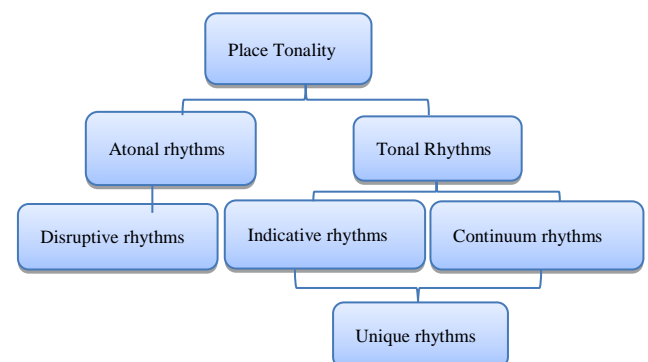 Place Tonality
Atonal rhythms
Tonal Rhythms
Disruptive rhythms
Indicative rhythms
Continuum rhythms
Unique rhythms